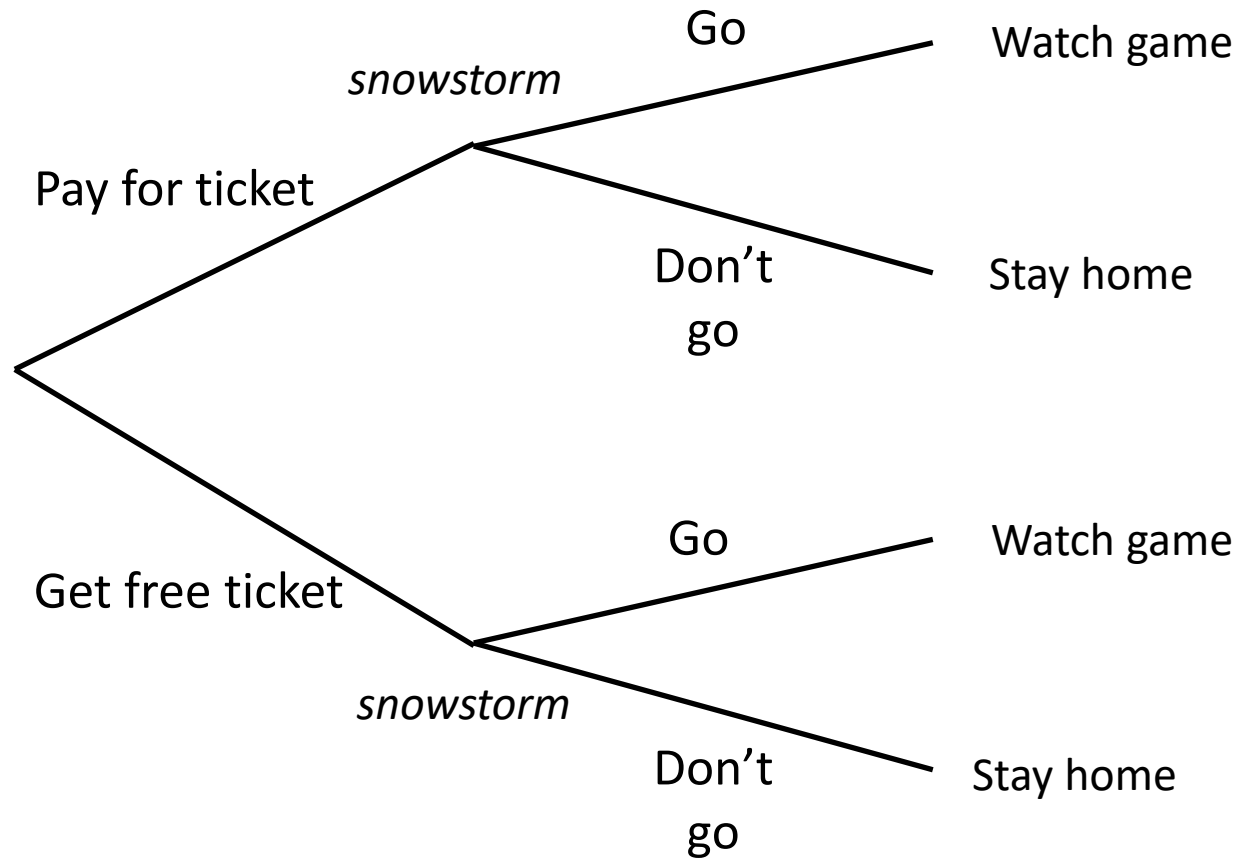 Go
Watch game
snowstorm
Pay for ticket
Don’t
go
Stay home
Go
Watch game
Get free ticket
snowstorm
Don’t
go
Stay home